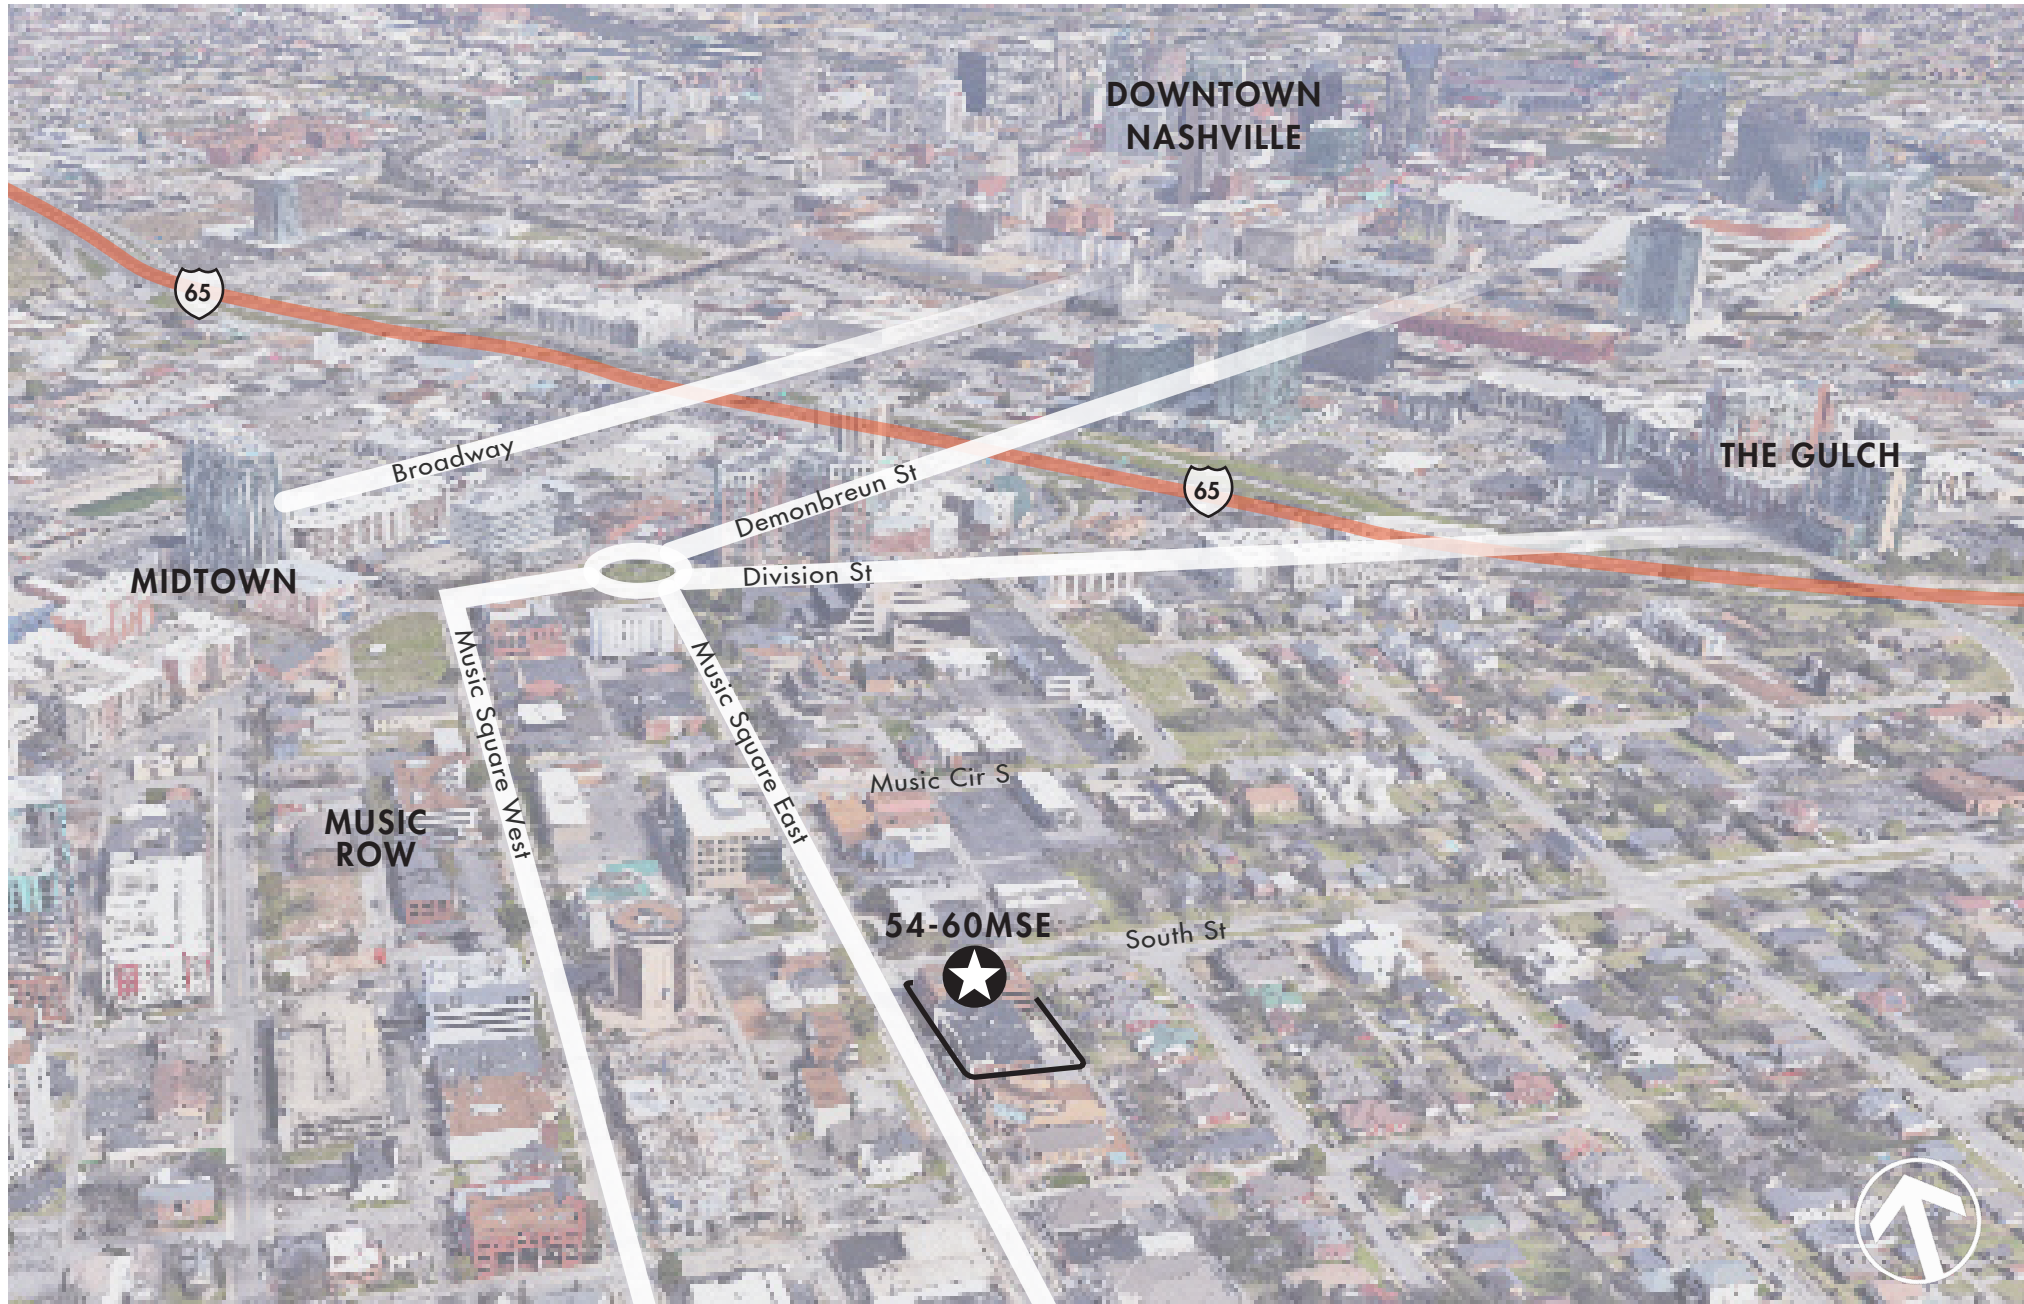 DOWNTOWN
NASHVILLE
65
Broadway
Demonbreun St
65
THE GULCH
MIDTOWN
Division St
Music Square West
Music Square East
Music Cir S
MUSIC
ROW
54-60MSE
South St